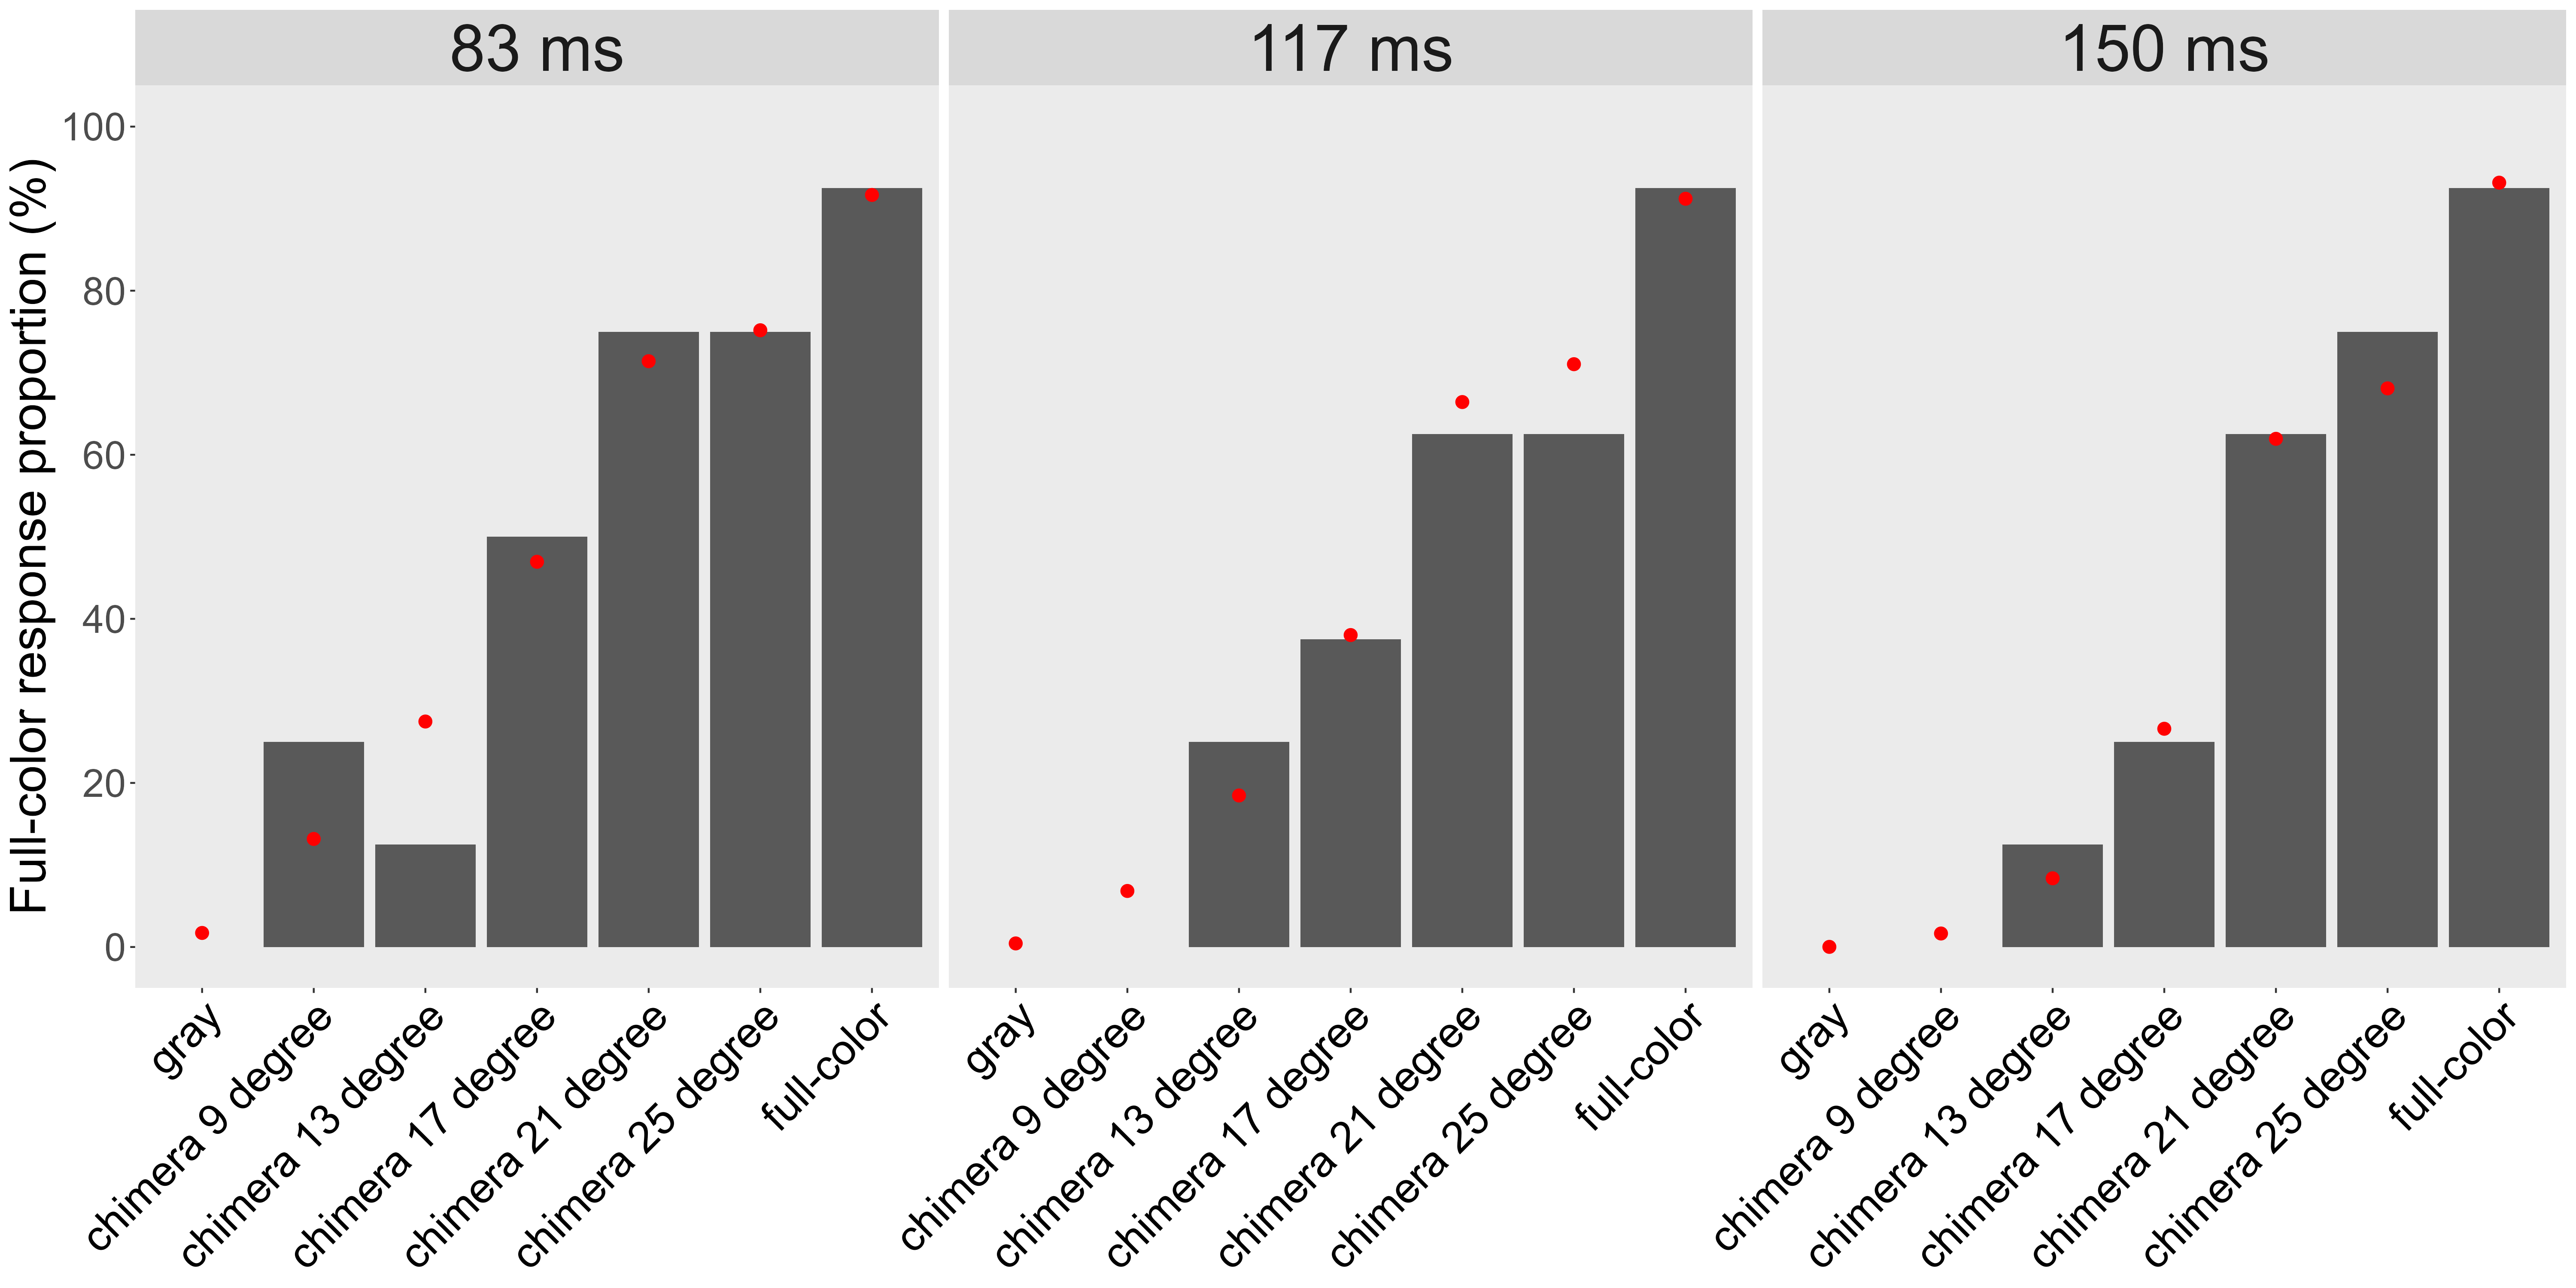 83 ms
117 ms
150 ms
Full-color response proportion (%)
100
80
60
40
20
0
gray
chimera 9 degree
chimera 13 degree
chimera 17 degree
chimera 21 degree
chimera 25 degree
full-color
gray
chimera 9 degree
chimera 13 degree
chimera 17 degree
chimera 21 degree
chimera 25 degree
full-color
gray
chimera 9 degree
chimera 13 degree
chimera 17 degree
chimera 21 degree
chimera 25 degree
full-color